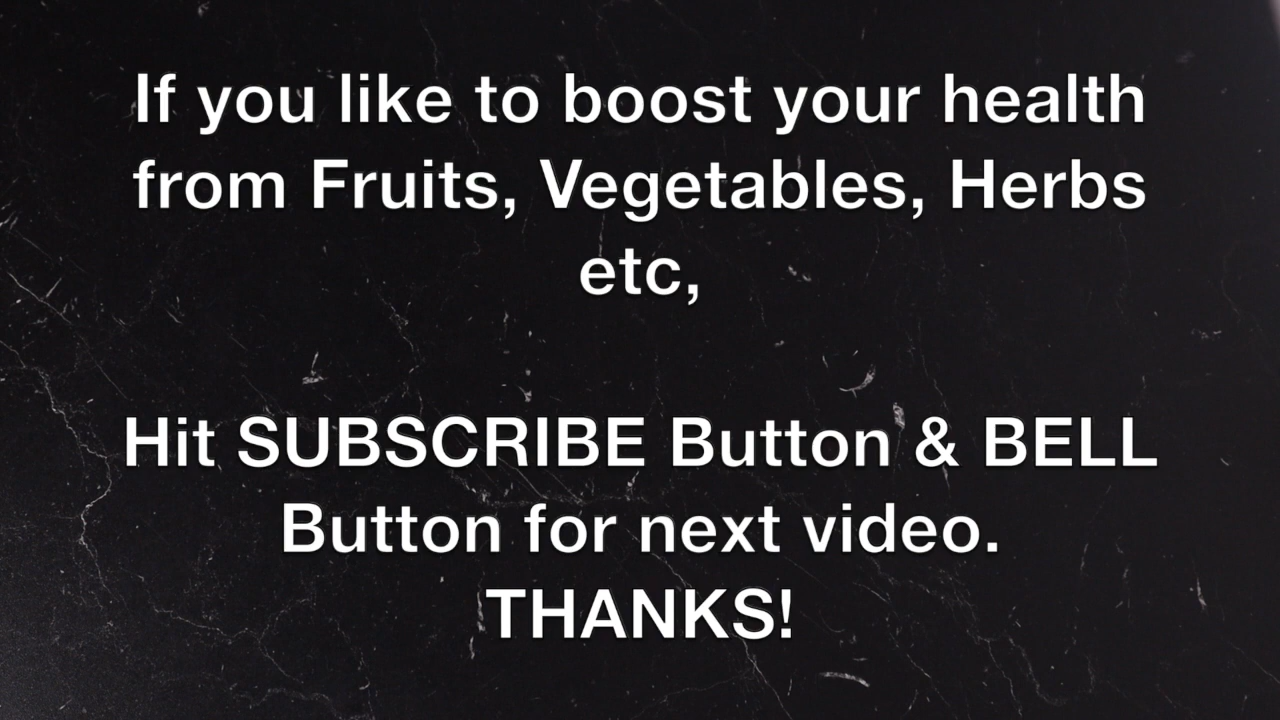 If you like to boost your health
from Fruits, Vegetables, Herbs
etc,
Hit SUBSCRIBE Button & BELL
Button for next video.
THANKS!